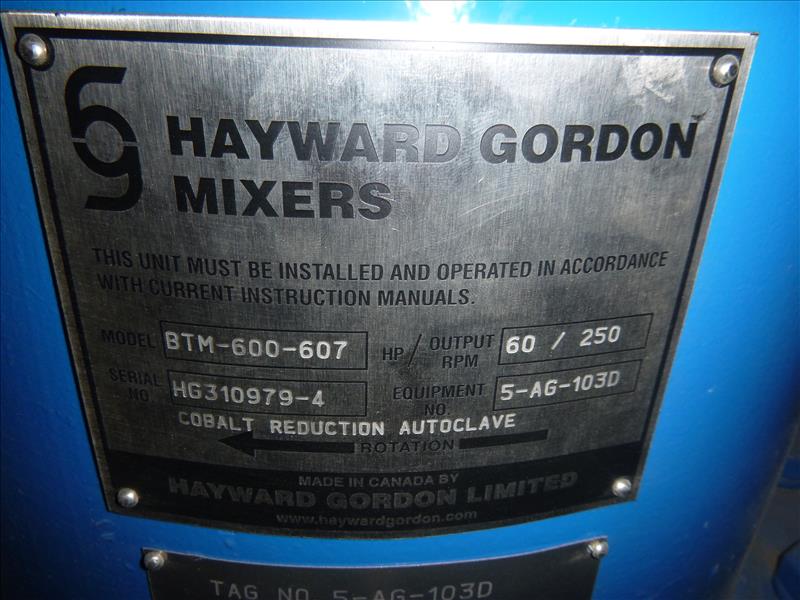 HAYWARD GORDON
MIXERS
THIS UNIT MUST BE INSTALLED AND OPERATED IN ACCORDANCE
WITH CURRENT INSTRUCTION MANUALS.
MODEL BTM-600-607 HP / OUTPUT RPM 60 / 250
SERIAL NO. HG310979-4 EQUIPMENT NO. 5-AG-103D
COBALT REDUCTION AUTOCLAVE
ROTATION
MADE IN CANADA BY
HAYWARD GORDON LIMITED
www.haywardgordon.com
TAG NO 5-AG-103D